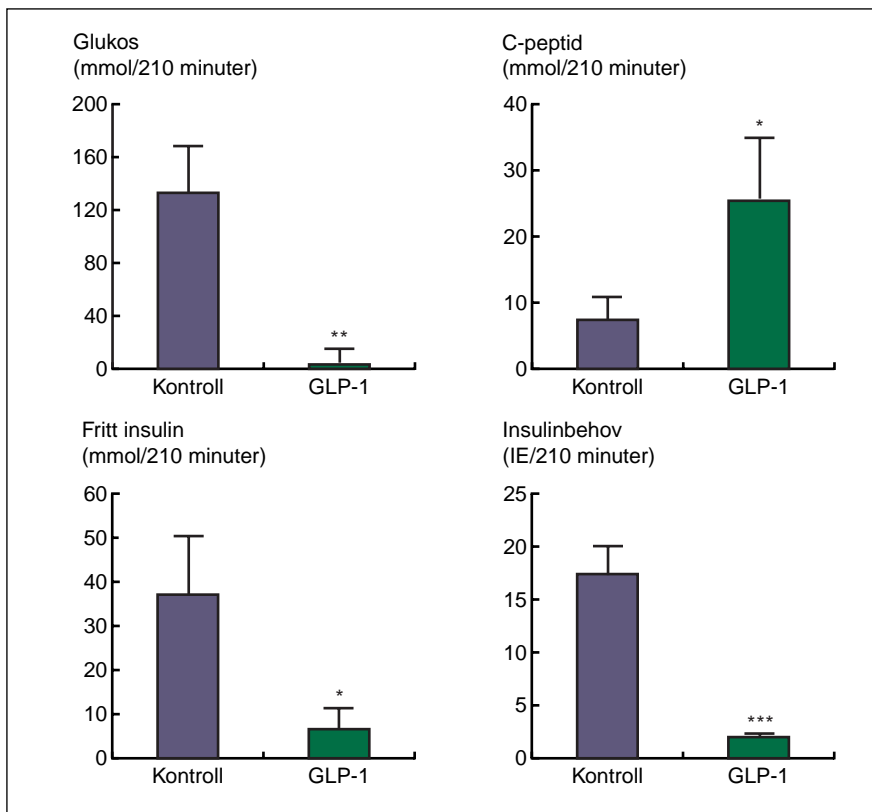 Glukos
(mmol/210 minuter)
200
160
120
80
40
0
**
Kontroll GLP-1
C-peptid
(mmol/210 minuter)
40
30
20
10
0
*
Kontroll GLP-1
Fritt insulin
(mmol/210 minuter)
60
50
40
30
20
10
0
*
Kontroll GLP-1
Insulinbehov
(IE/210 minuter)
25
20
15
10
5
0
***
Kontroll GLP-1